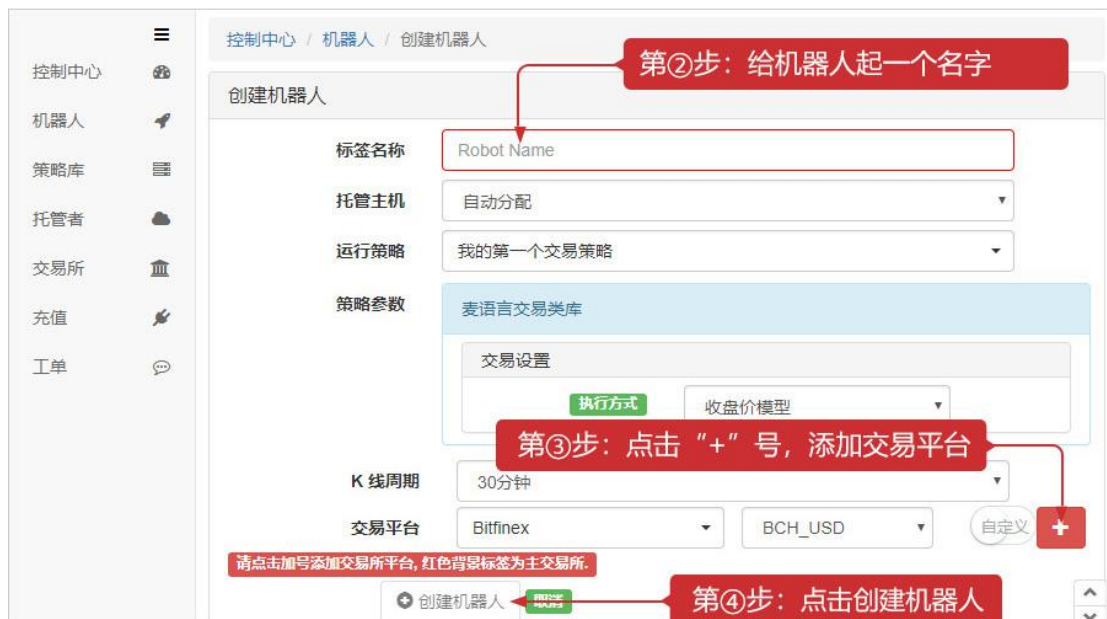 控制中心 / 机器人 / 创建机器人
第②步：给机器人起一个名字
控制中心
机器人
策略库
托管者
交易所
充值
工单
创建机器人
标签名称 Robot Name
托管主机 自动分配
运行策略 我的第一个交易策略
策略参数 麦语言交易类库
交易设置
执行方式 收盘价模型
第③步：点击“+”号，添加交易平台
K 线周期 30分钟
交易平台 Bitfinex BCH_USD 自定义 +
请点击加号添加交易所平台, 红色背景标签为主交易所.
创建机器人 取消
第④步：点击创建机器人